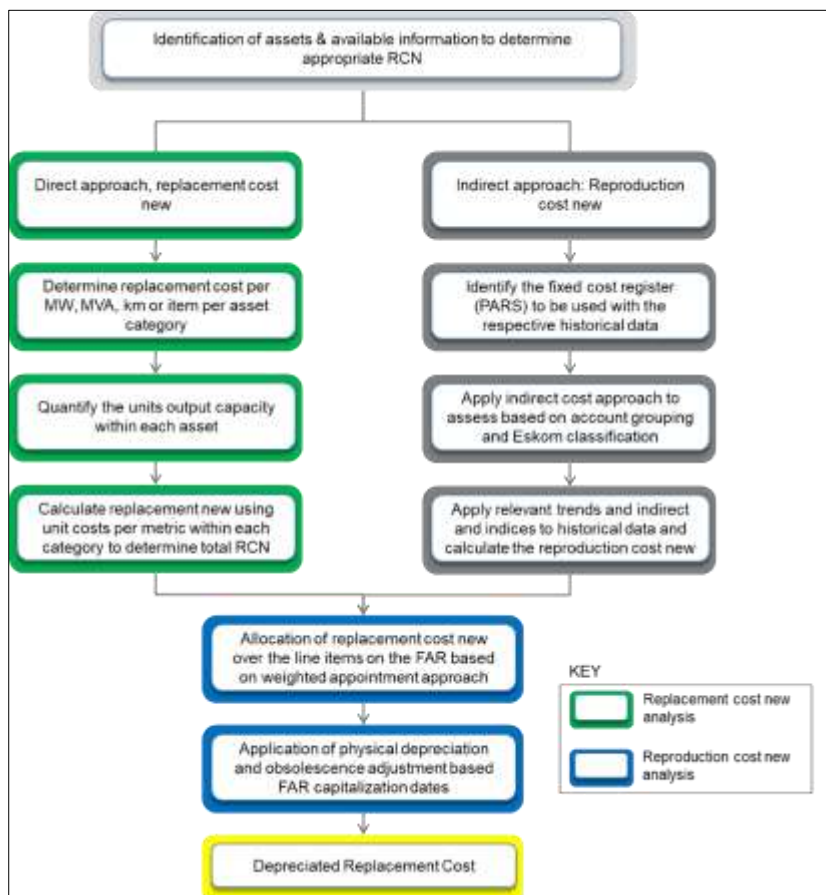 Identification of assets & available information to determine
appropriate RCN
Direct approach, replacement cost
new
Determine replacement cost per
MW, MVA, km or item per asset
category
Quantify the units output capacity
within each asset
Calculate replacement new using
unit costs per metric within each
category to determine total RCN
Indirect approach: Reproduction
cost new
Identify the fixed cost register
(PARS) to be used with the
respective historical data
Apply indirect cost approach to
assess based on account grouping
and Eskom classification
Apply relevant trends and indirect
and indices to historical data and
calculate the reproduction cost new
Allocation of replacement cost new
over the line items on the FAR based
on weighted appointment approach
Application of physical depreciation
and obsolescence adjustment based
FAR capitalization dates
Depreciated Replacement Cost
KEY
Replacement cost new
analysis
Reproduction cost new
analysis